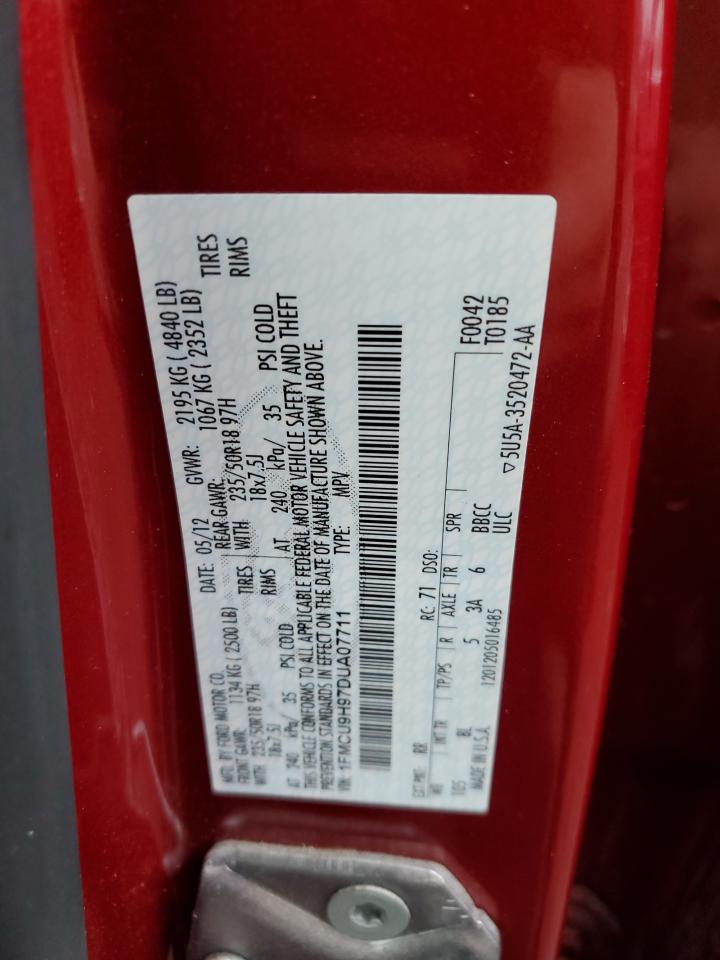 MFD. BY FORD MOTOR CO. DATE: 05/12 GVWR: 2195 KG ( 4840 LB)
FRONT GAWR: 1134 KG ( 2500 LB) REAR GAWR: 1067 KG ( 2352 LB)
WITH 235/50R18 97H TIRES WITH 235/50R18 97H TIRES
18x7.5J RIMS 18x7.5J RIMS
AT 240 kPa/ 35 PSI COLD AT 240 kPa/ 35 PSI COLD
THIS VEHICLE CONFORMS TO ALL APPLICABLE FEDERAL MOTOR VEHICLE SAFETY AND THEFT
PREVENTION STANDARDS IN EFFECT ON THE DATE OF MANUFACTURE SHOWN ABOVE.
VIN: 1FMCU9H97DUA07711 TYPE: MPV
EXT PNT: RR RC: 71 DSO: F0042
WB INT TR TP/PS R AXLE TR SPR T0185
105 BL 5 3A 6 BBCC
MADE IN U.S.A. 1201205016485 ULC ▽5U5A-3520472-AA